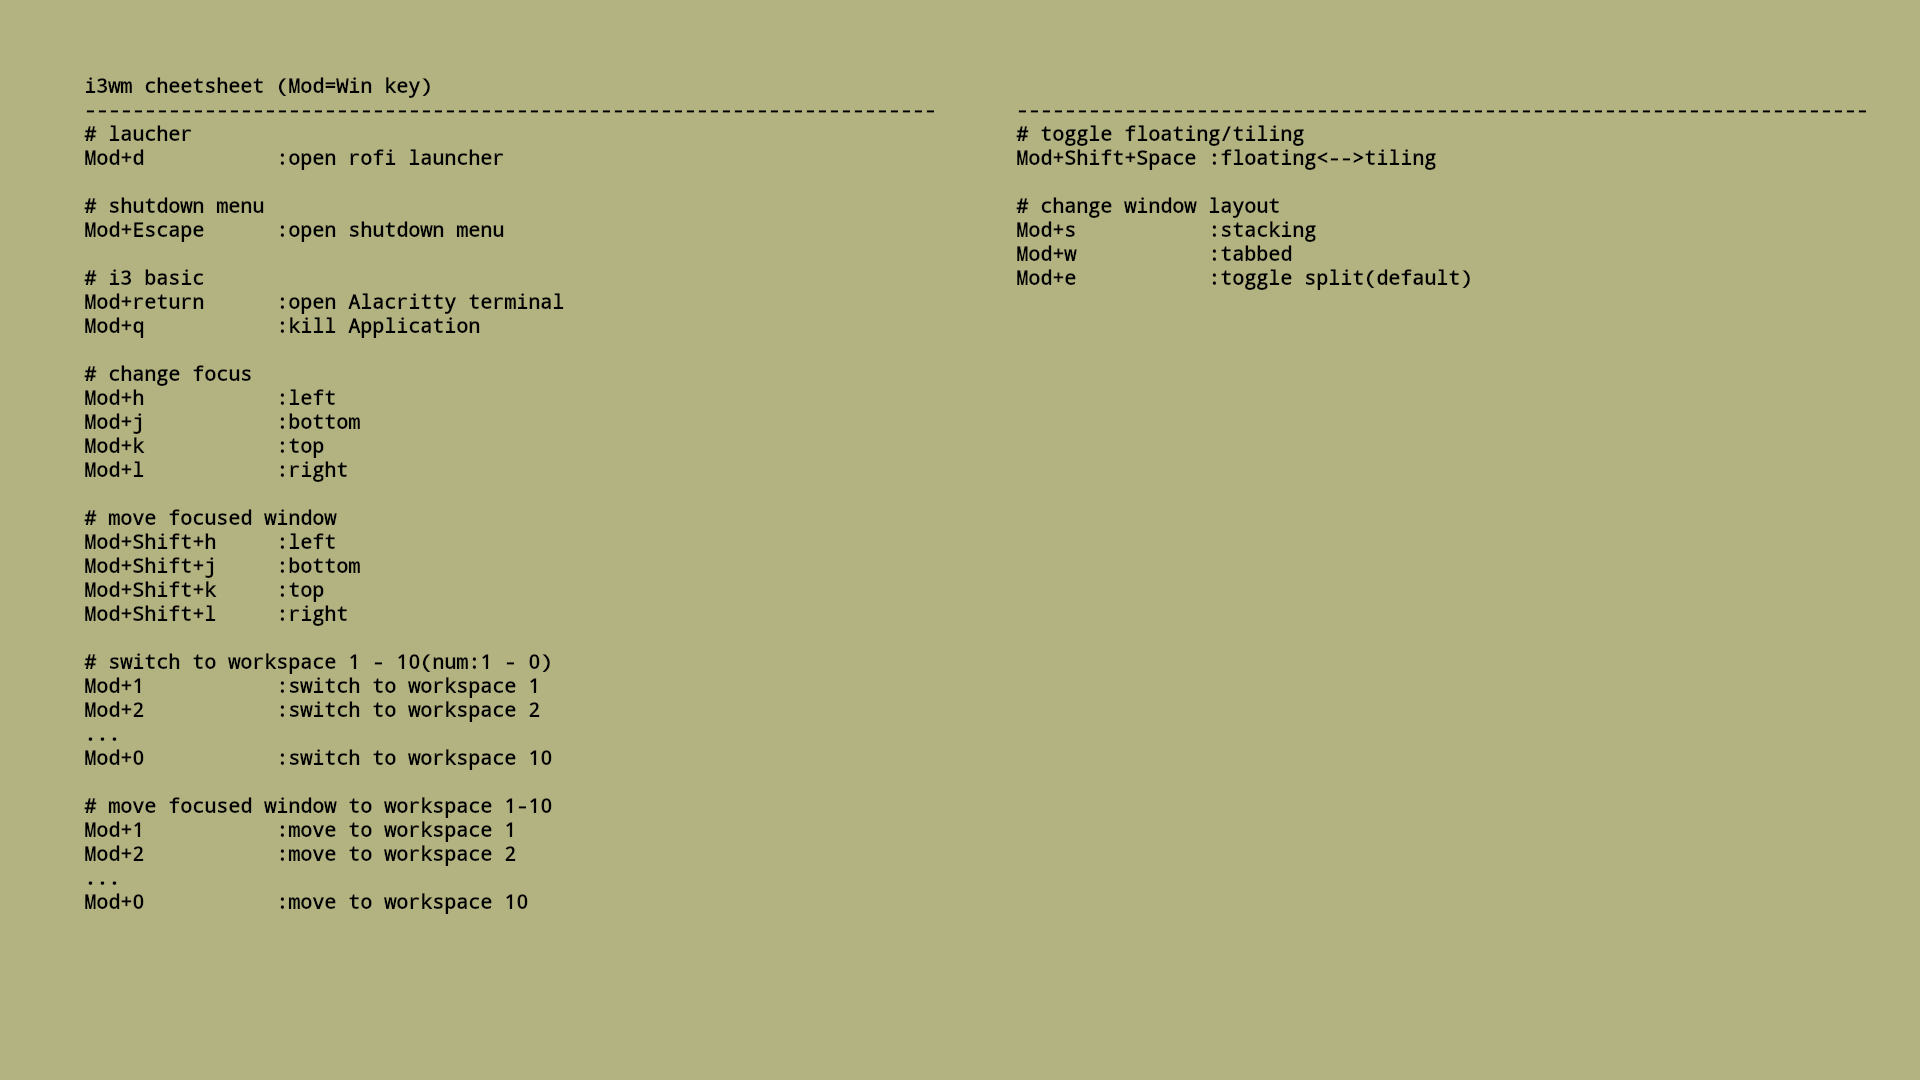 i3wm cheetsheet (Mod=Win key)
-----------------------------------------------------------------------
# laucher
Mod+d           :open rofi launcher
# shutdown menu
Mod+Escape      :open shutdown menu
# i3 basic
Mod+return      :open Alacritty terminal
Mod+q           :kill Application
# change focus
Mod+h           :left
Mod+j           :bottom
Mod+k           :top
Mod+l           :right
# move focused window
Mod+Shift+h     :left
Mod+Shift+j     :bottom
Mod+Shift+k     :top
Mod+Shift+l     :right
# switch to workspace 1 - 10(num:1 - 0)
Mod+1           :switch to workspace 1
Mod+2           :switch to workspace 2
...
Mod+0           :switch to workspace 10
# move focused window to workspace 1-10
Mod+1           :move to workspace 1
Mod+2           :move to workspace 2
...
Mod+0           :move to workspace 10
-----------------------------------------------------------------------
# toggle floating/tiling
Mod+Shift+Space :floating<-->tiling
# change window layout
Mod+s           :stacking
Mod+w           :tabbed
Mod+e           :toggle split(default)